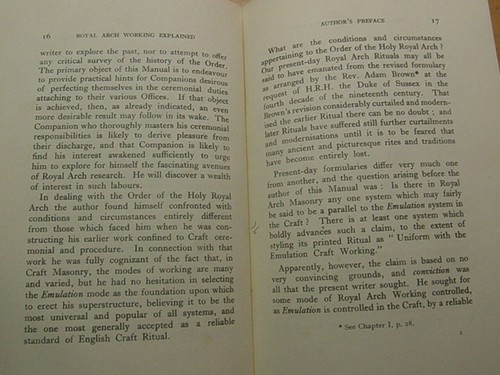 16 ROYAL ARCH WORKING EXPLAINED
writer to explore the past, nor to attempt to offer
any critical survey of the history of the Order.
The primary object of this Manual is to endeavour
to provide practical hints for Companions desirous
of perfecting themselves in the ceremonial duties
attaching to their various Offices. If that object
is achieved, then, as already indicated, an even
more desirable result may follow in its wake. The
Companion who thoroughly masters his ceremonial
responsibilities is likely to derive pleasure from
their discharge, and that Companion is likely to
find his interest awakened sufficiently to urge
him to explore for himself the fascinating avenues
of Royal Arch research. He will discover a wealth
of interest in such labours.
In dealing with the Order of the Holy Royal
Arch the author found himself confronted with
conditions and circumstances entirely different
from those which faced him when he was con-
structing his earlier work confined to Craft cere-
monial and procedure. In connection with that
work he was fully cognizant of the fact that, in
Craft Masonry, the modes of working are many
and varied, but he had no hesitation in selecting
the Emulation mode as the foundation upon which
to erect his superstructure, believing it to be the
most universal and popular of all systems, and
the one most generally accepted as a reliable
standard of English Craft Ritual.
AUTHOR'S PREFACE 17
What are the conditions and circumstances
appertaining to the Order of the Holy Royal Arch?
Our present-day Royal Arch Rituals may all be
said to have emanated from the revised formulary
as arranged by the Rev. Adam Brown* at the
request of H.R.H. the Duke of Sussex in the
fourth decade of the nineteenth century. That
Brown's revision considerably curtailed and modern-
ised the earlier Ritual there can be no doubt; and
later Rituals have suffered still further curtailments
and modernisations until it is to be feared that
many ancient and picturesque rites and traditions
have become entirely lost.
Present-day formularies differ very much one
from another, and the question arising before the
author of this Manual was: Is there in Royal
Arch Masonry any one system which may fairly
be said to be a parallel to the Emulation system in
the Craft? There is at least one system which
boldly advances such a claim, to the extent of
styling its printed Ritual as "Uniform with the
Emulation Craft Working."
Apparently, however, the claim is based on no
very convincing grounds, and conviction was
all that the present writer sought. He sought for
some mode of Royal Arch Working controlled,
as Emulation is controlled in the Craft, by a reliable
* See Chapter I, p. 28.
2